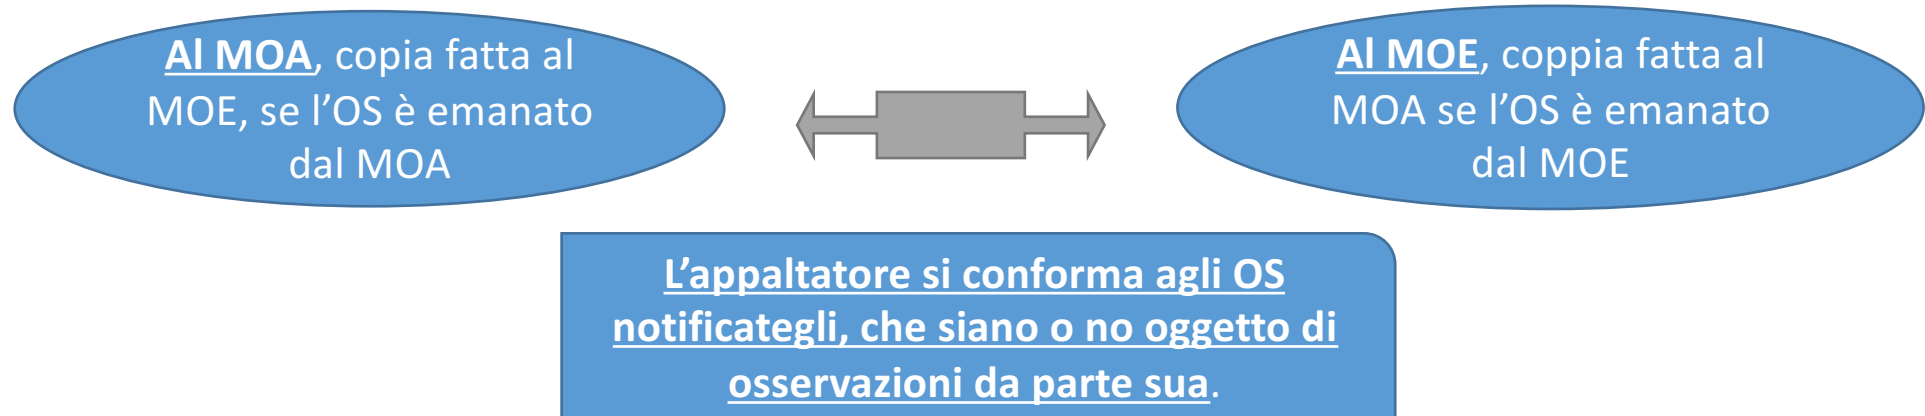 Al MOA, copia fatta al
MOE, se l’OS è emanato
dal MOA
Al MOE, coppia fatta al
MOA se l’OS è emanato
dal MOE
L’appaltatore si conforma agli OS
notificategli, che siano o no oggetto di
osservazioni da parte sua.